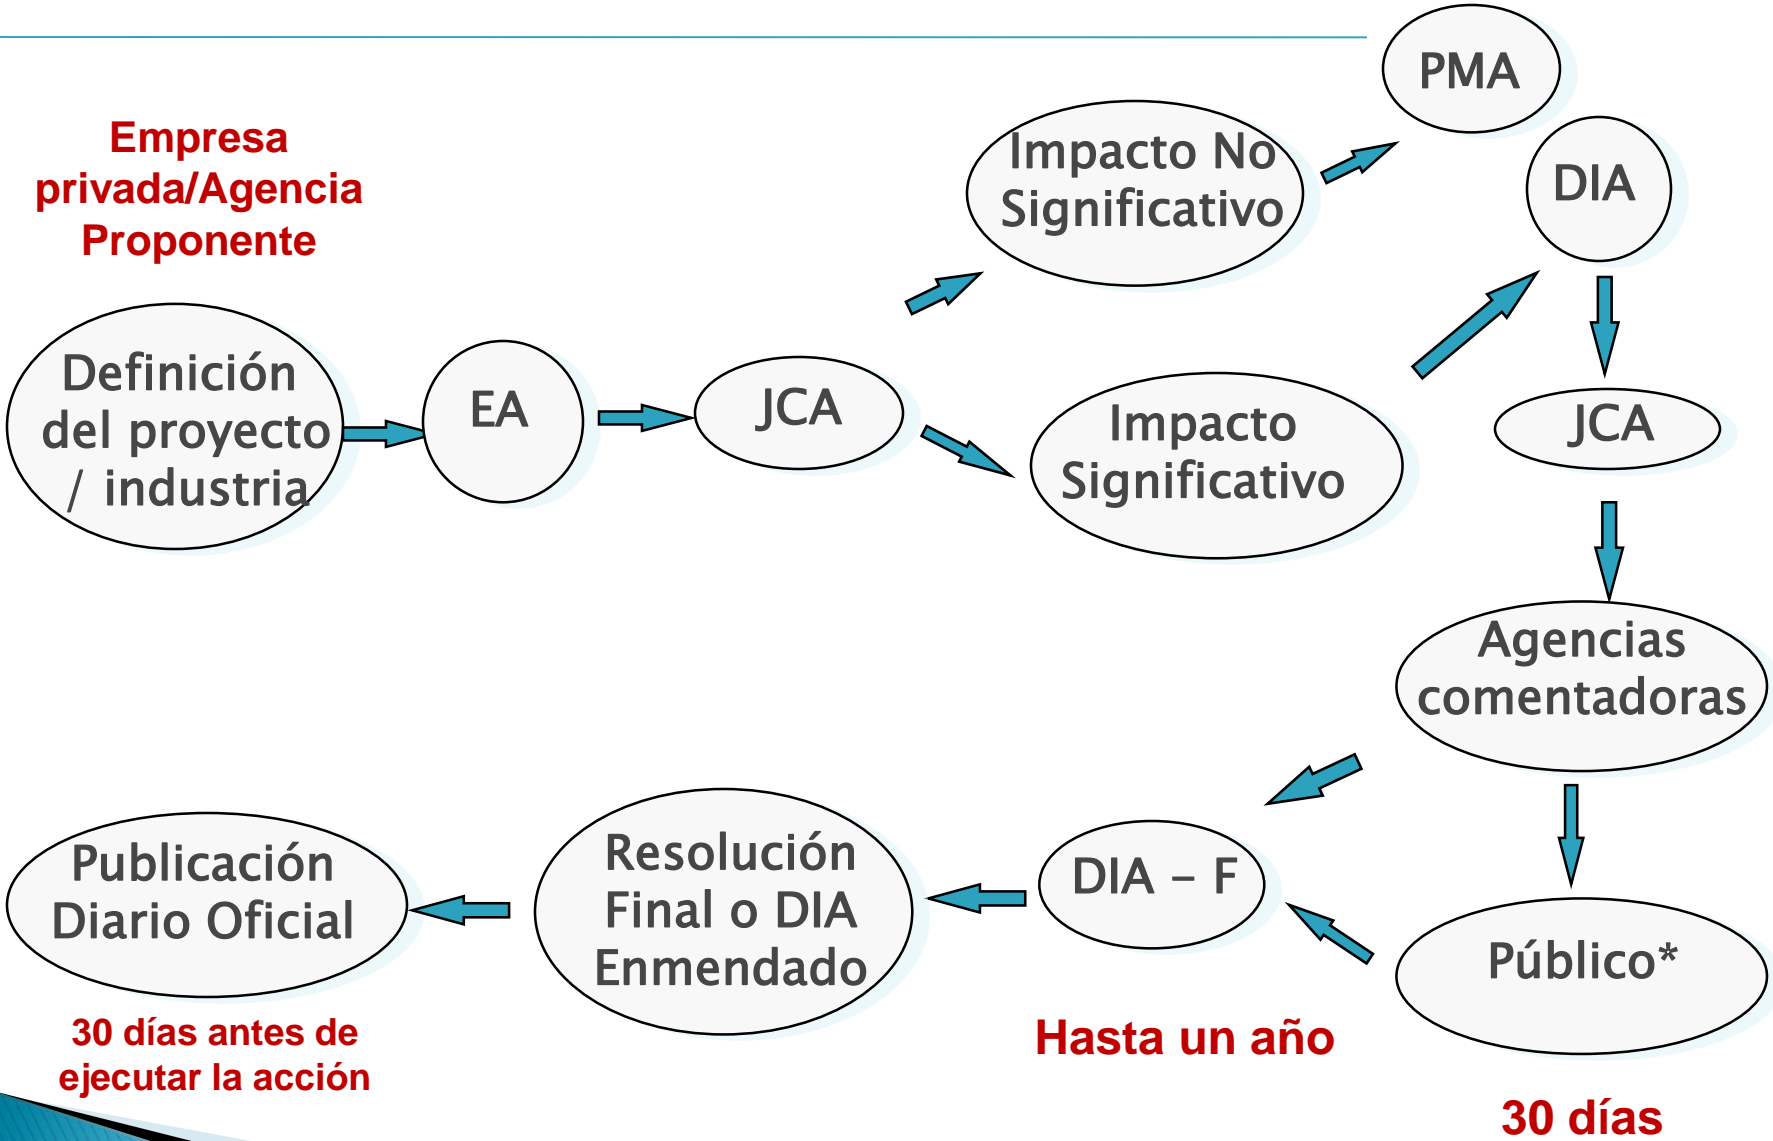 PMA
Empresa
privada/Agencia
Proponente
Impacto No
Significativo
DIA
Definición
del proyecto
/ industria
EA
JCA
Impacto
Significativo
JCA
Agencias
comentadoras
Público*
30 días
DIA – F
Hasta un año
Resolución
Final o DIA
Enmendado
Publicación
Diario Oficial
30 días antes de
ejecutar la acción